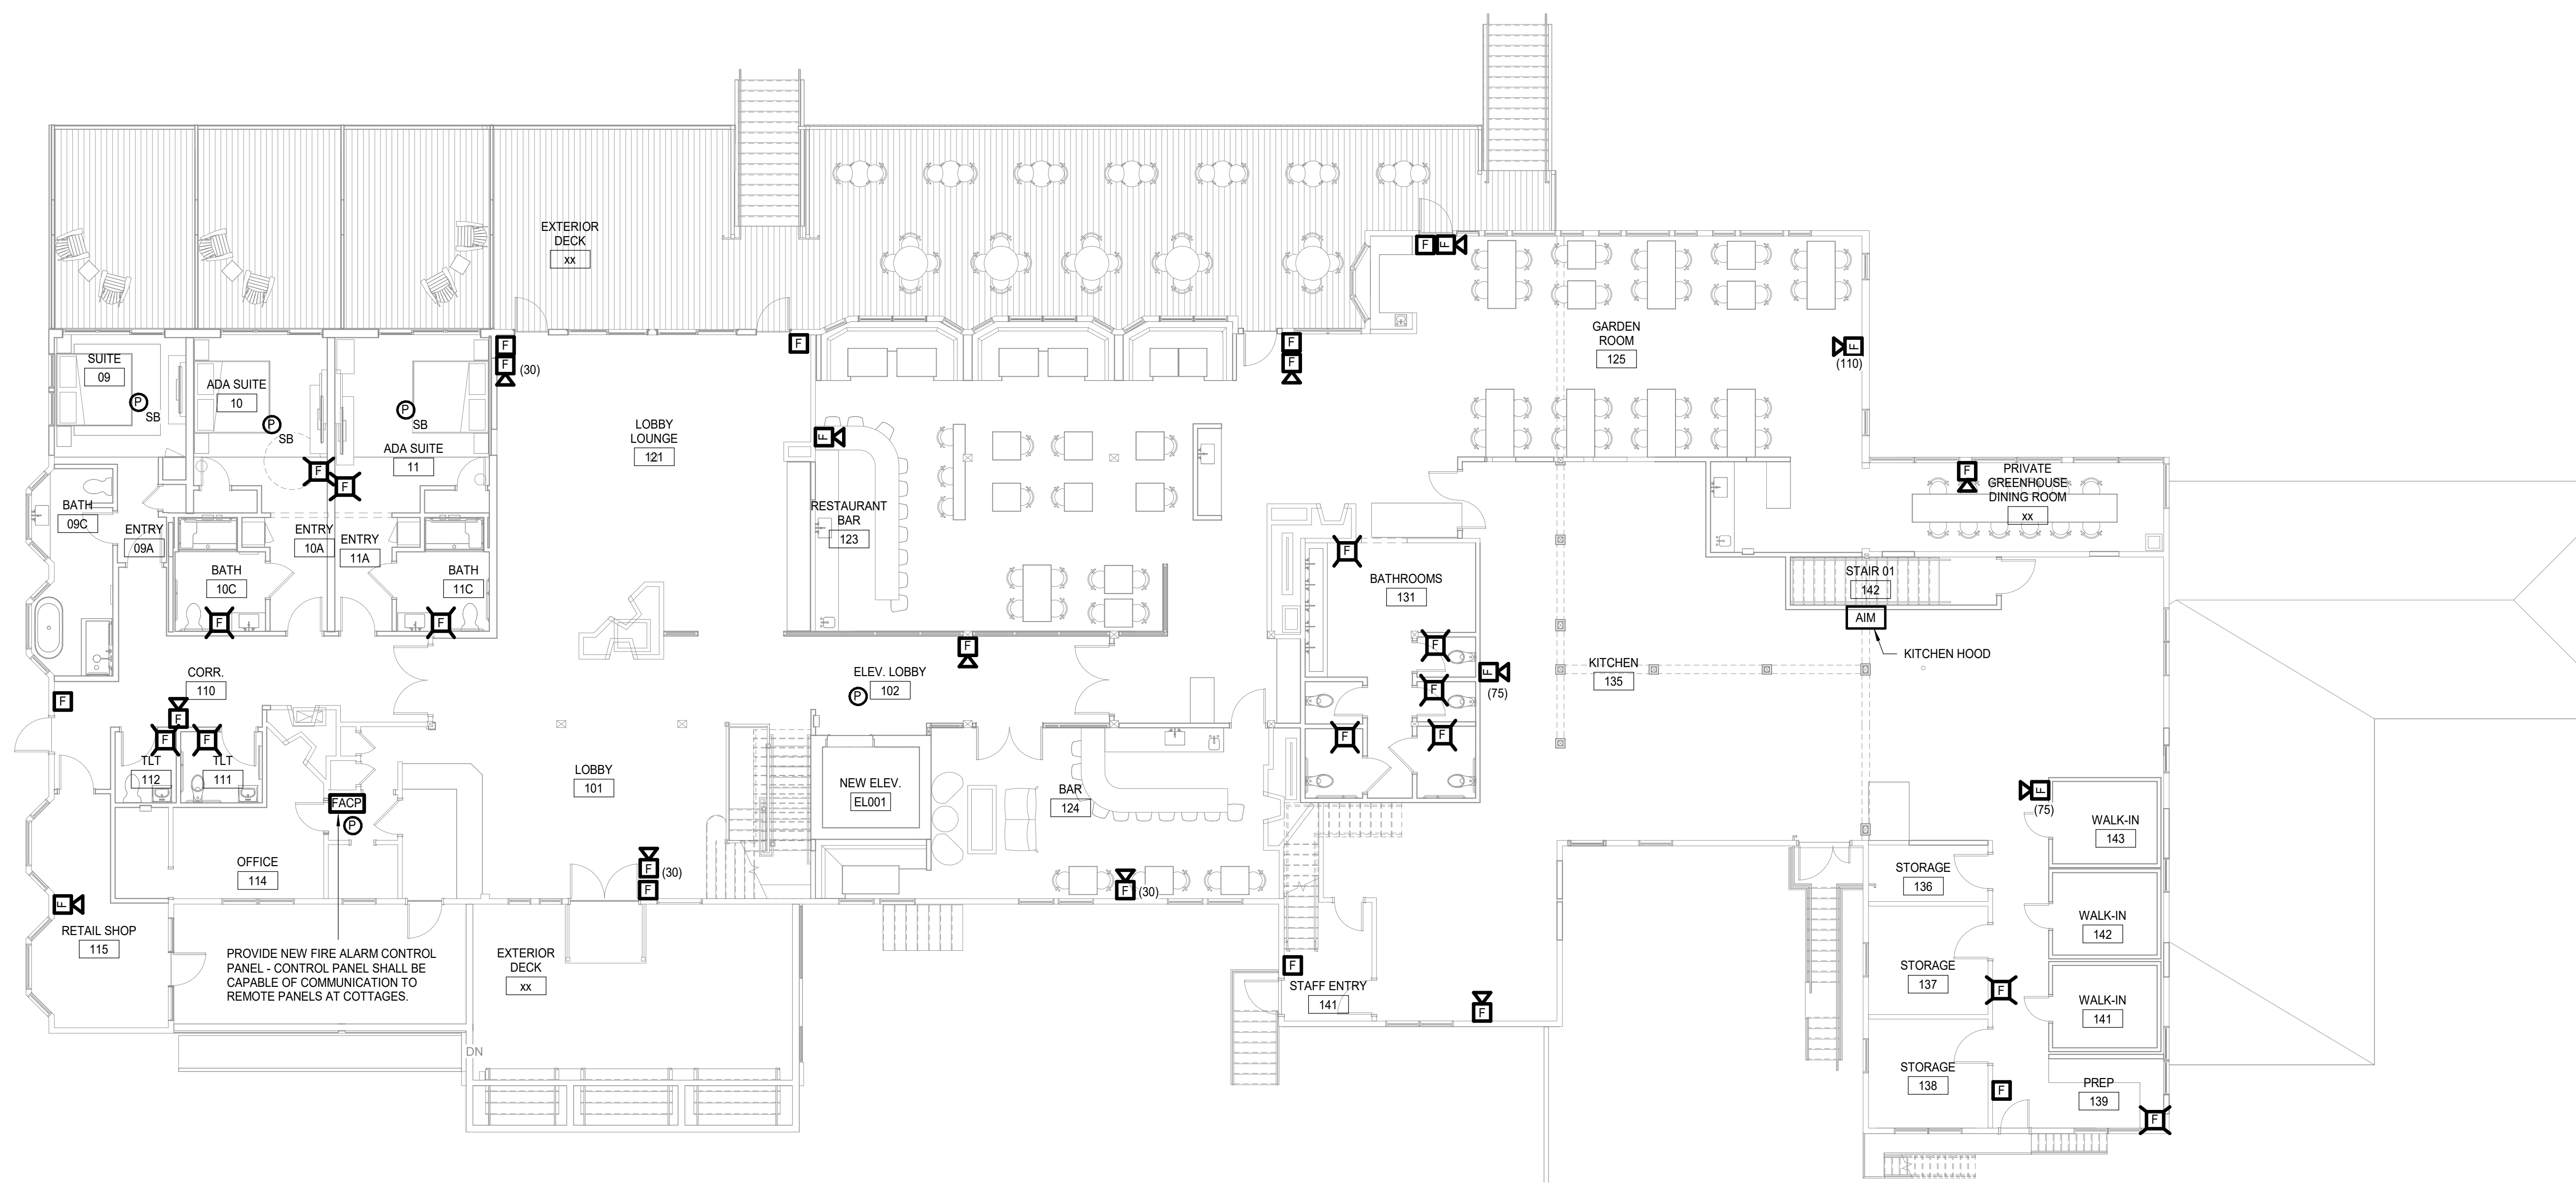 EXTERIOR
DECK
xx
F
F
SUITE
09
P
SB
ADA SUITE
10
P
SB
P
SB
ADA SUITE
11
F
F
(30)
F
F
F
GARDEN
ROOM
125
F
(110)
LOBBY
LOUNGE
121
F
F
F
BATH
09C
ENTRY
09A
ENTRY
10A
ENTRY
11A
BATH
10C
F
BATH
11C
F
RESTAURANT
BAR
123
F
PRIVATE
GREENHOUSE
DINING ROOM
xx
F
BATHROOMS
131
STAIR 01
142
AIM
KITCHEN HOOD
F
F
F
F
F
F
(75)
KITCHEN
135
CORR.
110
F
F
F
F
TLT
112
TLT
111
F
ELEV. LOBBY
102
P
FACP
P
LOBBY
101
NEW ELEV.
EL001
BAR
124
F
(75)
WALK-IN
143
OFFICE
114
F
(30)
F
F
(30)
STORAGE
136
F
RETAIL SHOP
115
PROVIDE NEW FIRE ALARM CONTROL
PANEL - CONTROL PANEL SHALL BE
CAPABLE OF COMMUNICATION TO
REMOTE PANELS AT COTTAGES.
EXTERIOR
DECK
xx
F
STAFF ENTRY
141
F
STORAGE
137
F
WALK-IN
142
WALK-IN
141
DN
STORAGE
138
F
PREP
139
F